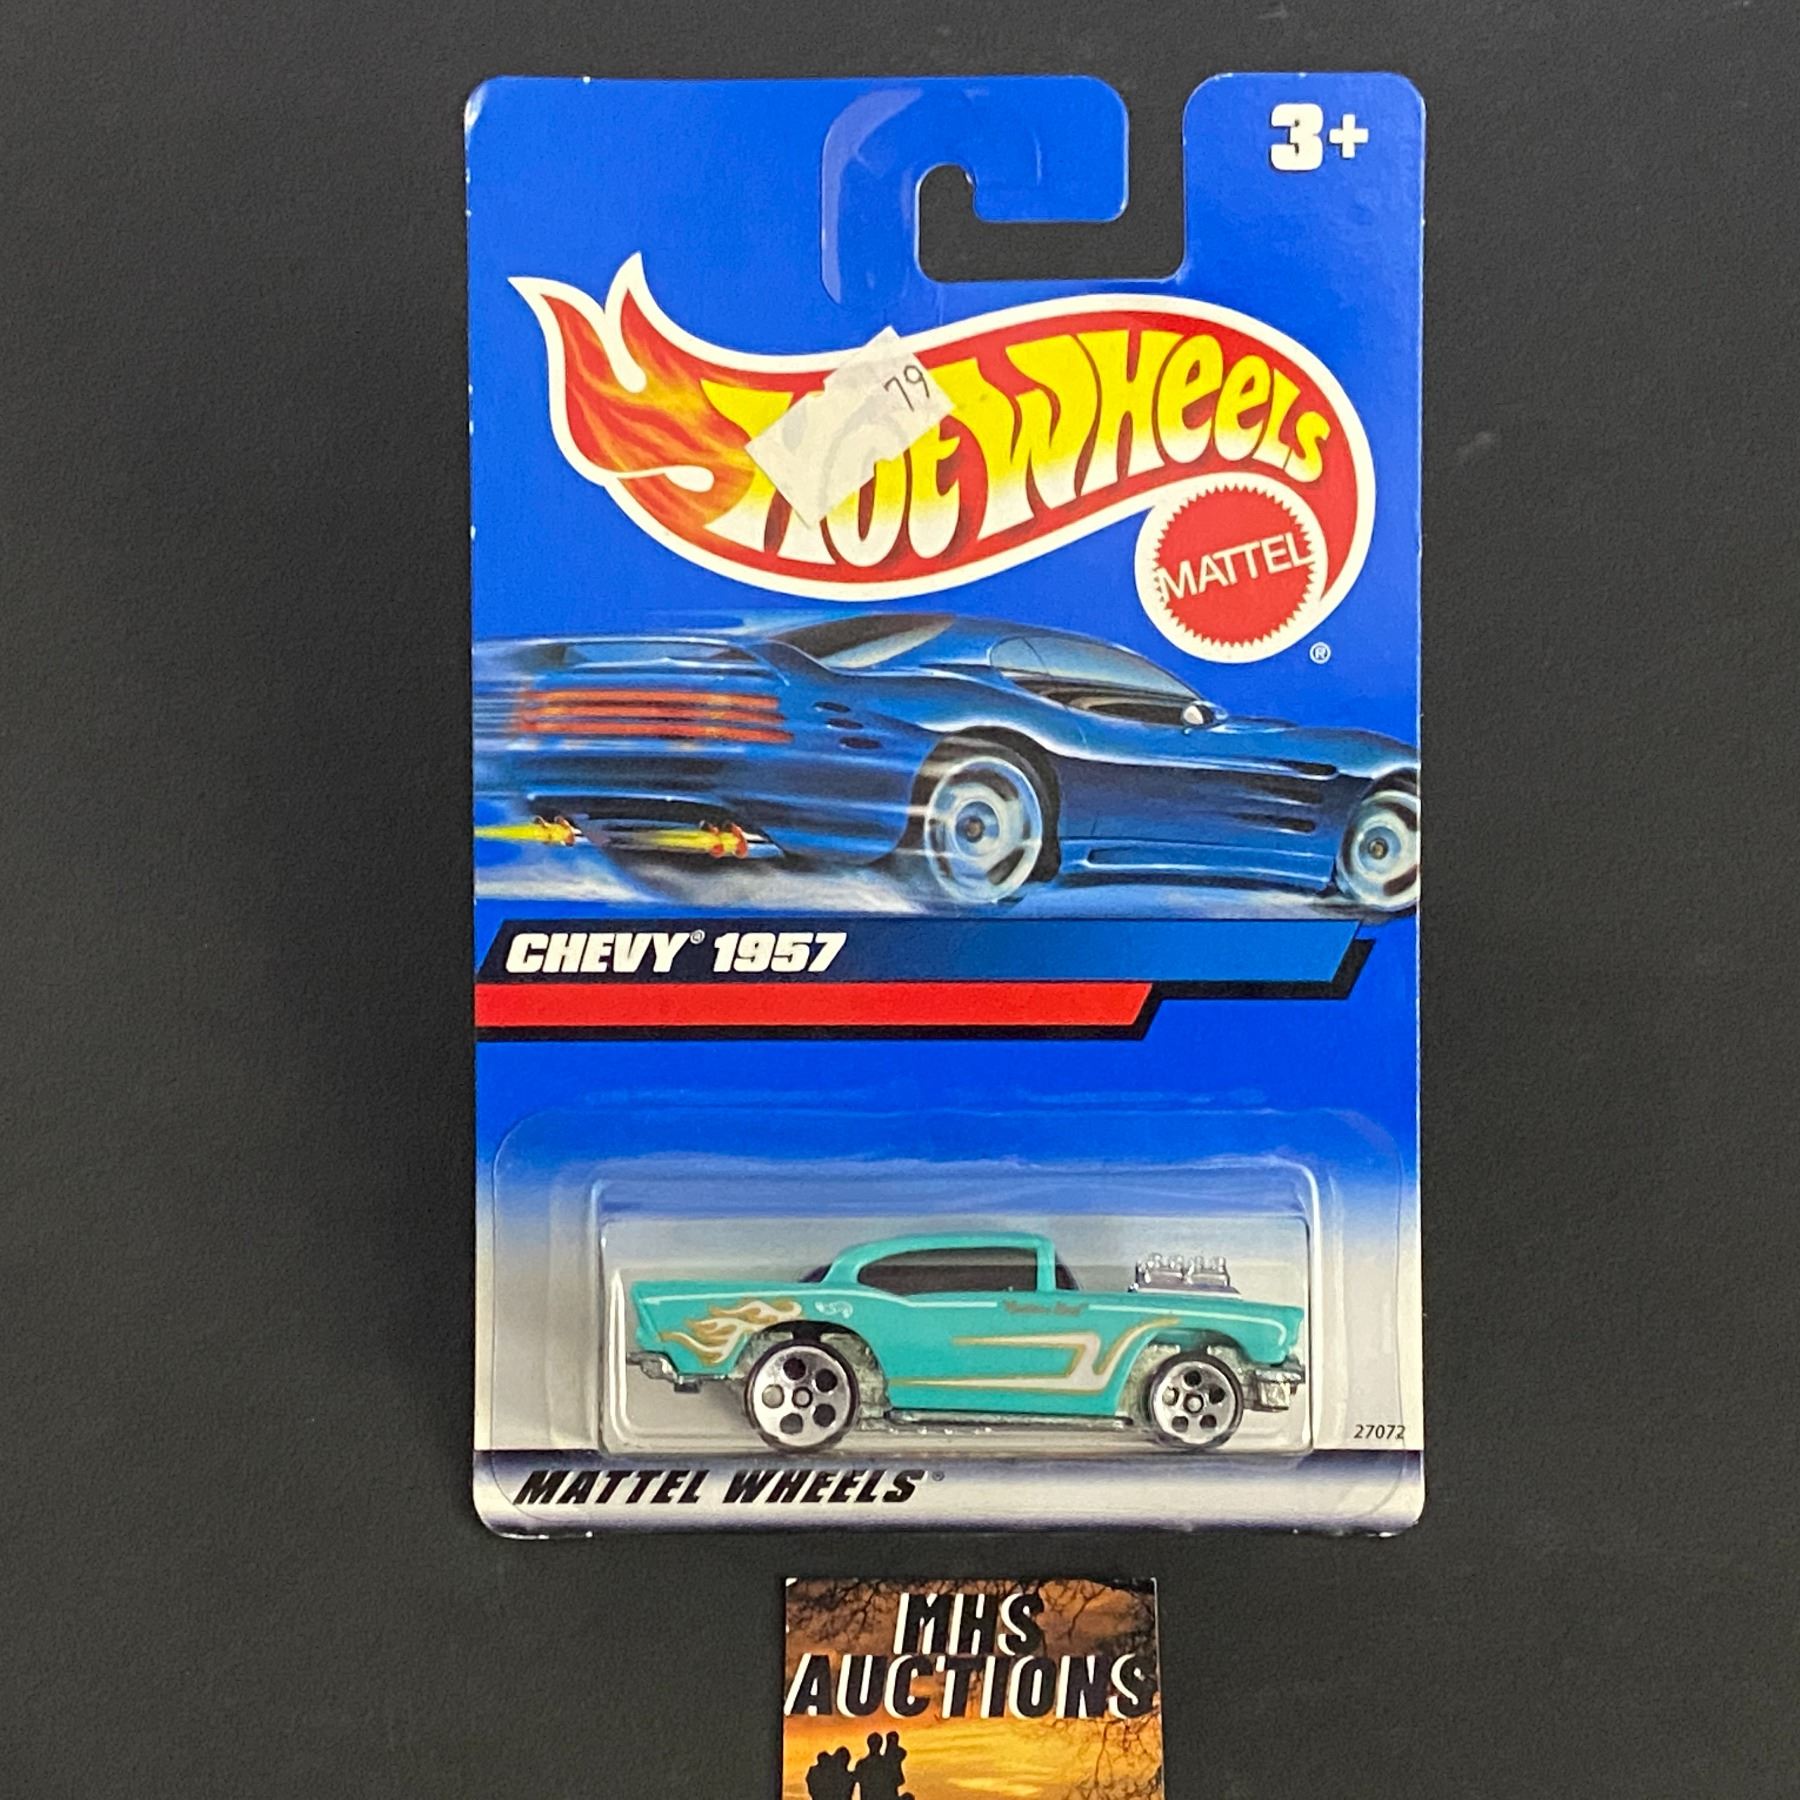 3+
79
Hot Wheels
MATTEL
®
CHEVY® 1957
27072
MATTEL WHEELS®
MHS
AUCTIONS